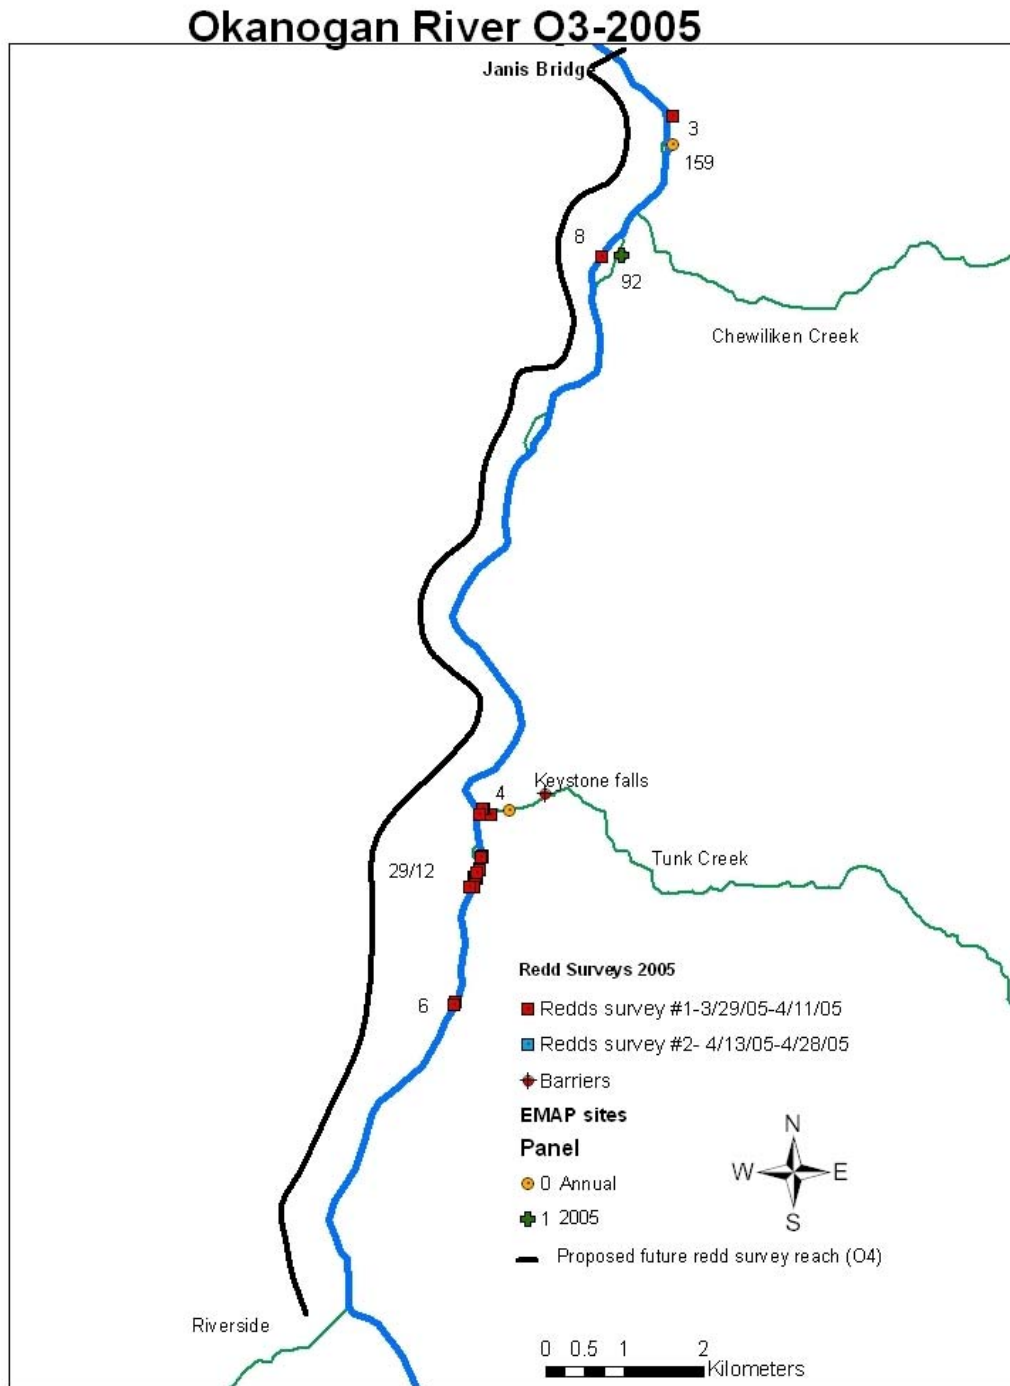 Okanogan River O3-2005
Janis Bridge
3
159
8
92
Chewiliken Creek
Keystone falls
4
Tunk Creek
29/12
Redd Surveys 2005
6
Redds survey #1-3/29/05-4/11/05
Redds survey #2- 4/13/05-4/28/05
Barriers
EMAP sites
Panel
0 Annual
1 2005
N
W E
S
Proposed future redd survey reach (O4)
Riverside
0 0.5 1 2
Kilometers